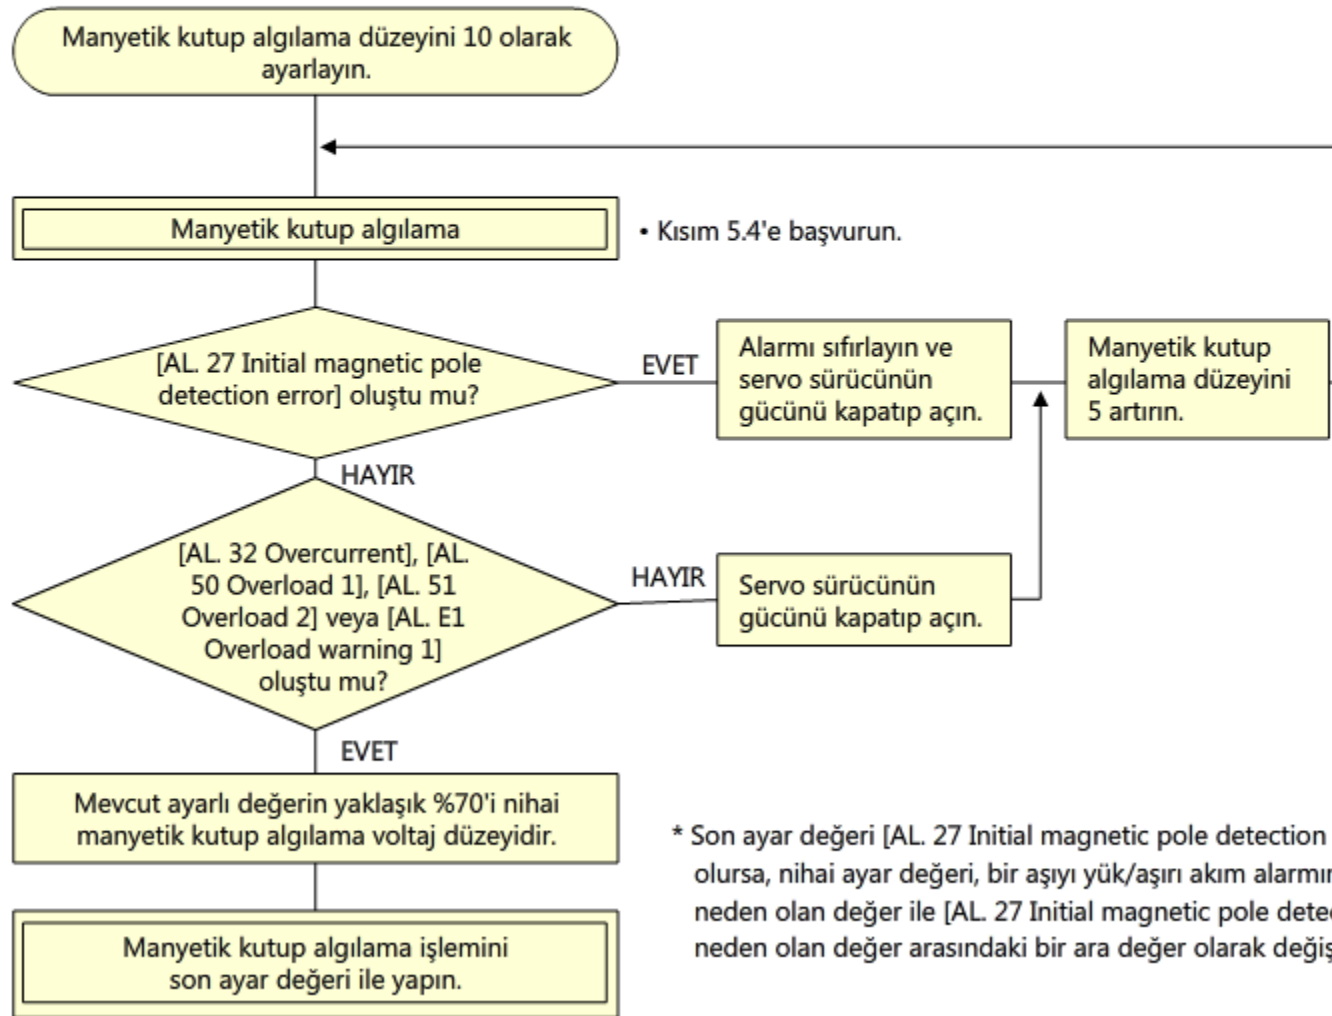 Manyetik kutup algılama düzeyini 10 olarak
ayarlayın.
Manyetik kutup algılama
• Kısım 5.4'e başvurun.
[AL. 27 Initial magnetic pole
detection error] oluştu mu?
EVET
Alarmı sıfırlayın ve
servo sürücünün
gücünü kapatıp açın.
Manyetik kutup
algılama düzeyini
5 artırın.
HAYIR
[AL. 32 Overcurrent], [AL.
50 Overload 1], [AL. 51
Overload 2] veya [AL. E1
Overload warning 1]
oluştu mu?
HAYIR
Servo sürücünün
gücünü kapatıp açın.
EVET
Mevcut ayarlı değerin yaklaşık %70'i nihai
manyetik kutup algılama voltaj düzeyidir.
Manyetik kutup algılama işlemini
son ayar değeri ile yapın.
* Son ayar değeri [AL. 27 Initial magnetic pole detection
olursa, nihai ayar değeri, bir aşıyı yük/aşırı akım
neden olan değer ile [AL. 27 Initial magnetic pole
neden olan değer arasındaki bir ara değer olarak